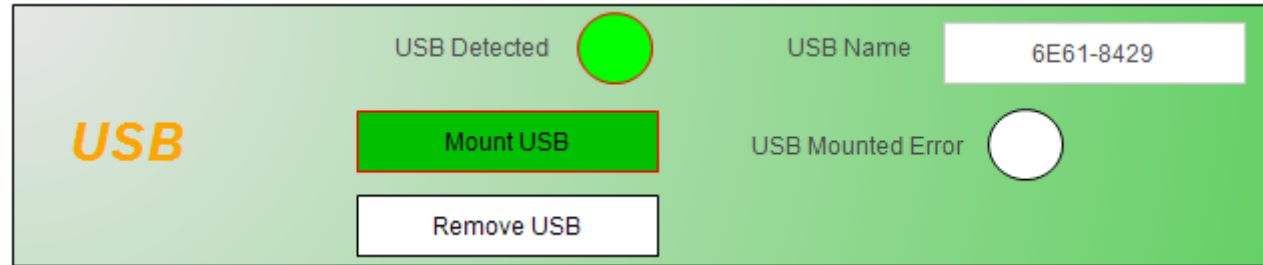 USB Detected
USB Name
6E61-8429
USB
Mount USB
USB Mounted Error
Remove USB